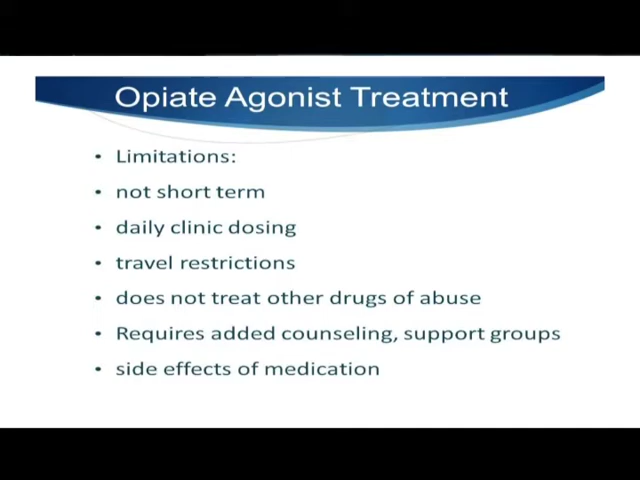 Opiate Agonist Treatment
• Limitations:
• not short term
• daily clinic dosing
• travel restrictions
• does not treat other drugs of abuse
• Requires added counseling, support groups
• side effects of medication